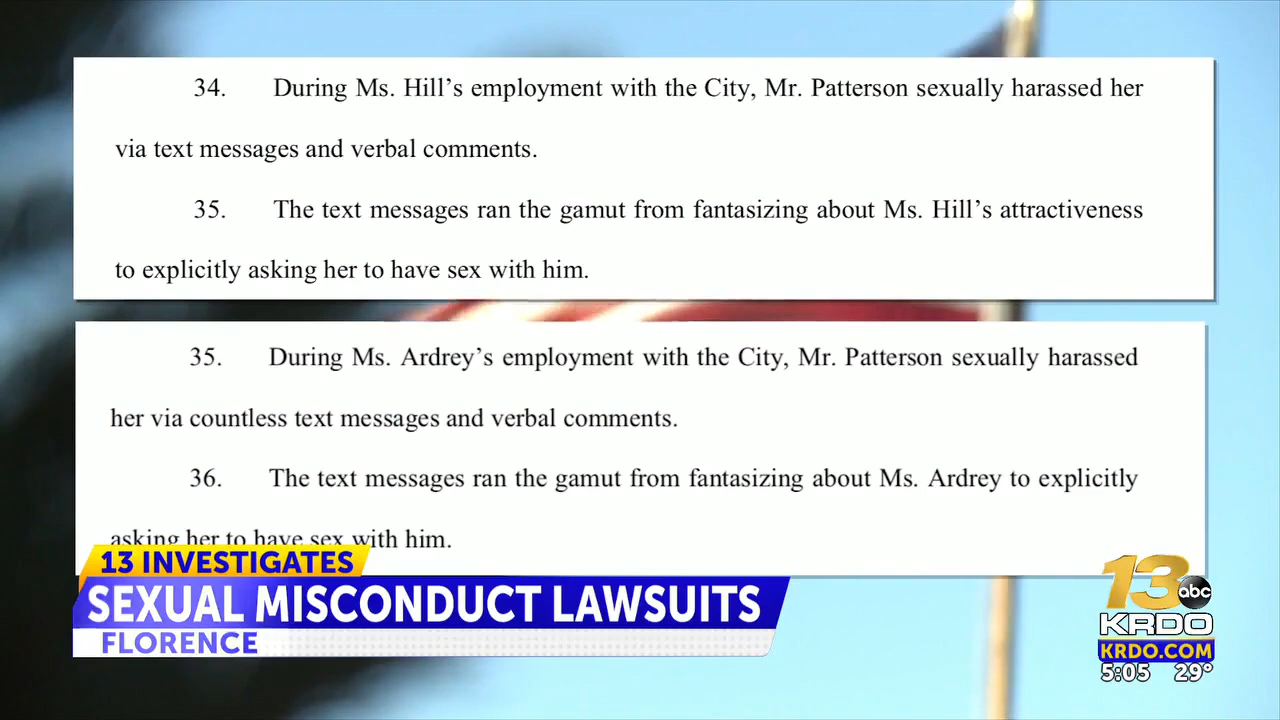 34. During Ms. Hill's employment with the City, Mr. Patterson sexually harassed her
via text messages and verbal comments.
35. The text messages ran the gamut from fantasizing about Ms. Hill's attractiveness
to explicitly asking her to have sex with him.
35. During Ms. Ardrey's employment with the City, Mr. Patterson sexually harassed
her via countless text messages and verbal comments.
36. The text messages ran the gamut from fantasizing about Ms. Ardrey to explicitly
asking her to have sex with him.
13 INVESTIGATES
SEXUAL MISCONDUCT LAWSUITS
FLORENCE
13 abc
KRDO
KRDO.COM
5:05 29°